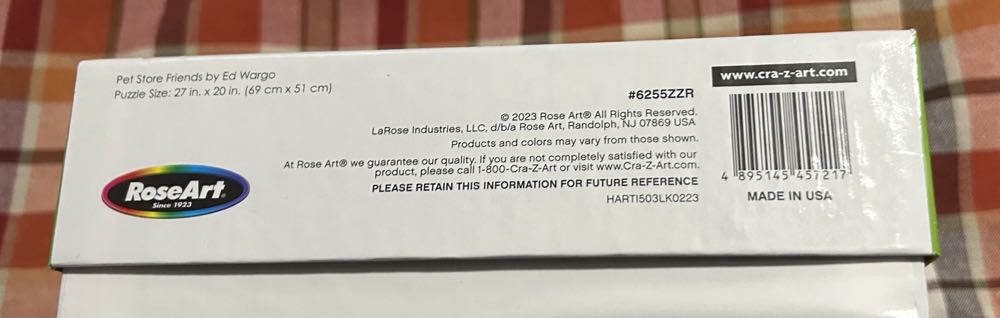 Pet Store Friends by Ed Wargo
Puzzle Size: 27 in. x 20 in. (69 cm x 51 cm)
RoseArt®
Since 1923
#6255ZZR
© 2023 Rose Art® All Rights Reserved.
LaRose Industries, LLC, d/b/a Rose Art, Randolph, NJ 07869 USA
Products and colors may vary from those shown.
At Rose Art® we guarantee our quality. If you are not completely satisfied with our
product, please call 1-800-Cra-Z-Art or visit www.Cra-Z-Art.com.
PLEASE RETAIN THIS INFORMATION FOR FUTURE REFERENCE
HARTI503LK0223
www.cra-z-art.com
4 895145 457217
MADE IN USA